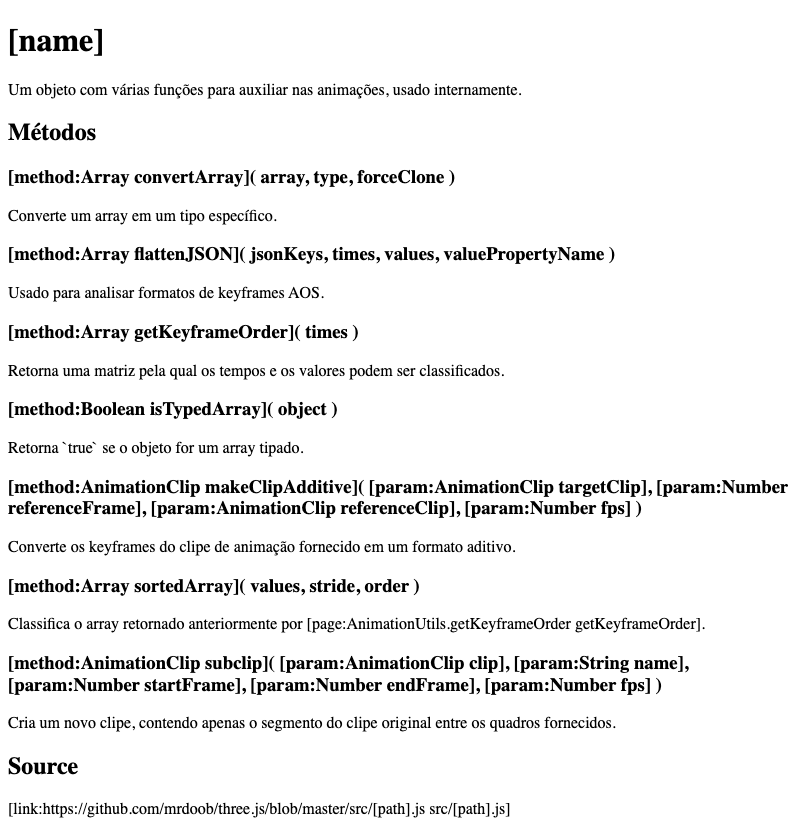 [name]
Um objeto com várias funções para auxiliar nas animações, usado internamente.
Métodos
[method:Array convertArray]( array, type, forceClone )
Converte um array em um tipo específico.
[method:Array flattenJSON]( jsonKeys, times, values, valuePropertyName )
Usado para analisar formatos de keyframes AOS.
[method:Array getKeyframeOrder]( times )
Retorna uma matriz pela qual os tempos e os valores podem ser classificados.
[method:Boolean isTypedArray]( object )
Retorna `true` se o objeto for um array tipado.
[method:AnimationClip makeClipAdditive]( [param:AnimationClip targetClip], [param:Number
referenceFrame], [param:AnimationClip referenceClip], [param:Number fps] )
Converte os keyframes do clipe de animação fornecido em um formato aditivo.
[method:Array sortedArray]( values, stride, order )
Classifica o array retornado anteriormente por [page:AnimationUtils.getKeyframeOrder getKeyframeOrder].
[method:AnimationClip subclip]( [param:AnimationClip clip], [param:String name],
[param:Number startFrame], [param:Number endFrame], [param:Number fps] )
Cria um novo clipe, contendo apenas o segmento do clipe original entre os quadros fornecidos.
Source
[link:https://github.com/mrdoob/three.js/blob/master/src/[path].js src/[path].js]